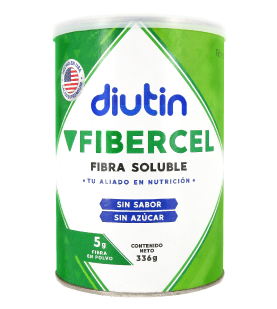 diutin
FIBERCEL
FIBRA SOLUBLE
• TU ALIADO EN NUTRICIÓN •
SIN SABOR
SIN AZÚCAR
5g
FIBRA
EN POLVO
CONTENIDO
NETO
336g